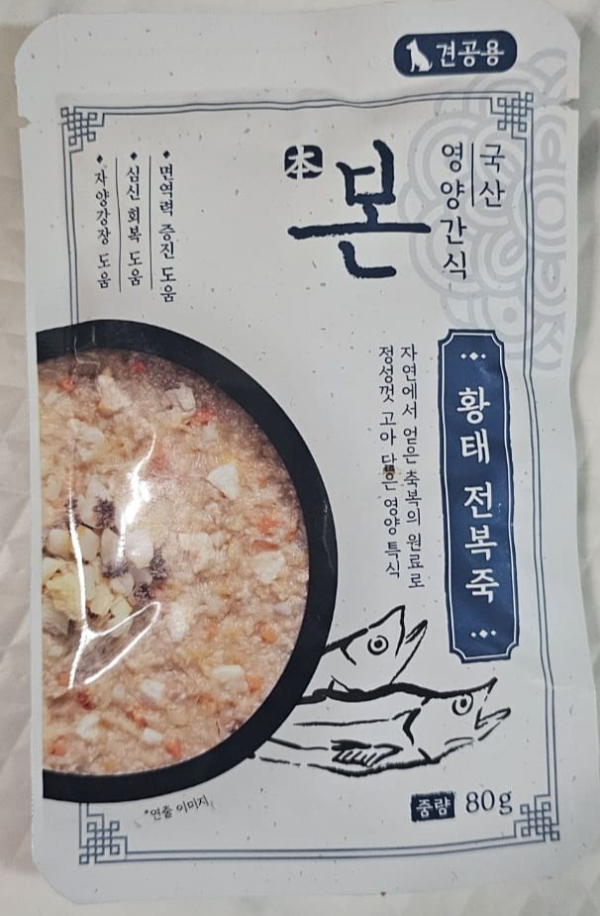 견공용
국산
영양간식
本
본
면역력 증진 도움
심신 회복 도움
자양강장 도움
황태 전복죽
자연에서 얻은 축복의 원료로
정성껏 고아 담은 영양 특식
*연출 이미지
중량 80g